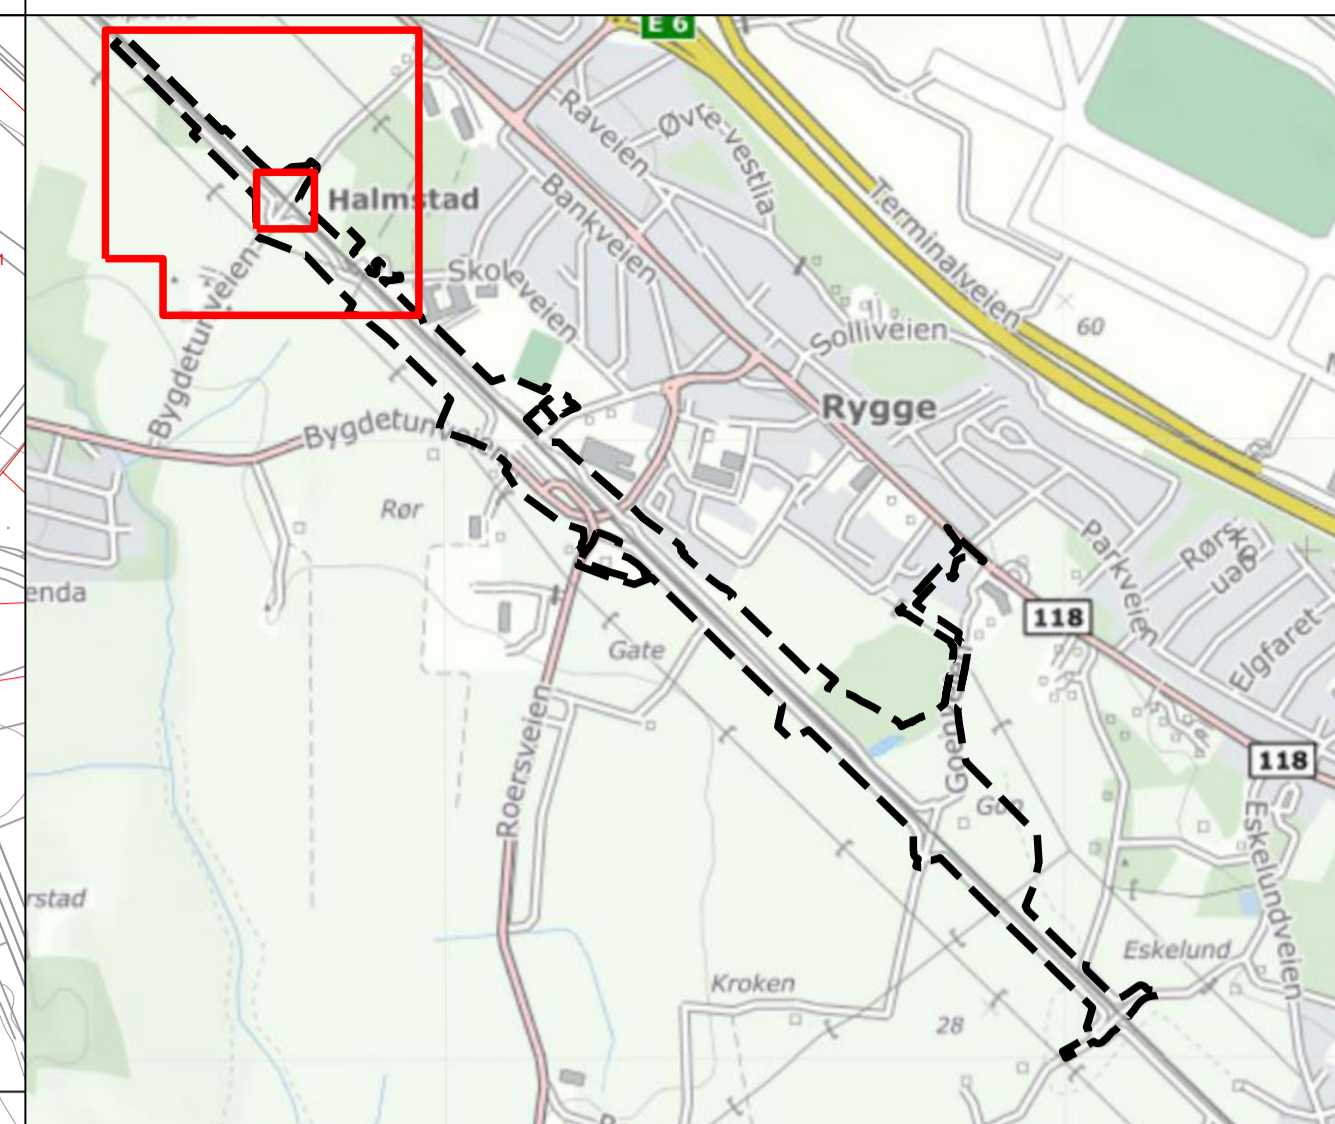 E 6
Raveien
Øvre-vestlia
Terminalveien
Halmstad
Bankveien
Skoleveien
Solliveien
60
Bygdetunveien
Rygge
Bygdetunveien
Rør
Parkveien
enda
118
Elgfaret
Gate
Roersveien
118
Gon
Eskelundveien
rstad
Eskelund
Kroken
28